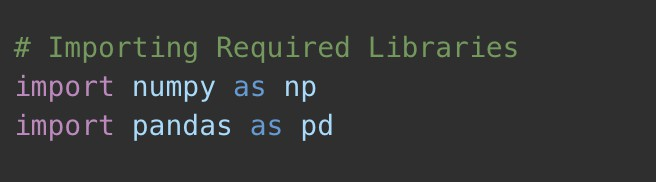 # Importing Required Libraries
import numpy as np
import pandas as pd